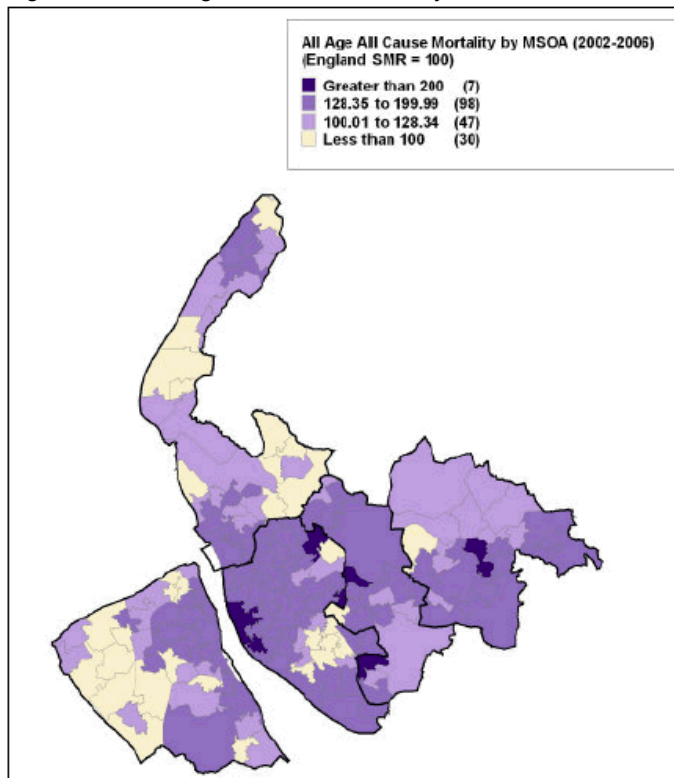 All Age All Cause Mortality by MSOA (2002-2006)
(England SMR = 100)
Greater than 200 (7)
128.35 to 199.99 (98)
100.01 to 128.34 (47)
Less than 100 (30)